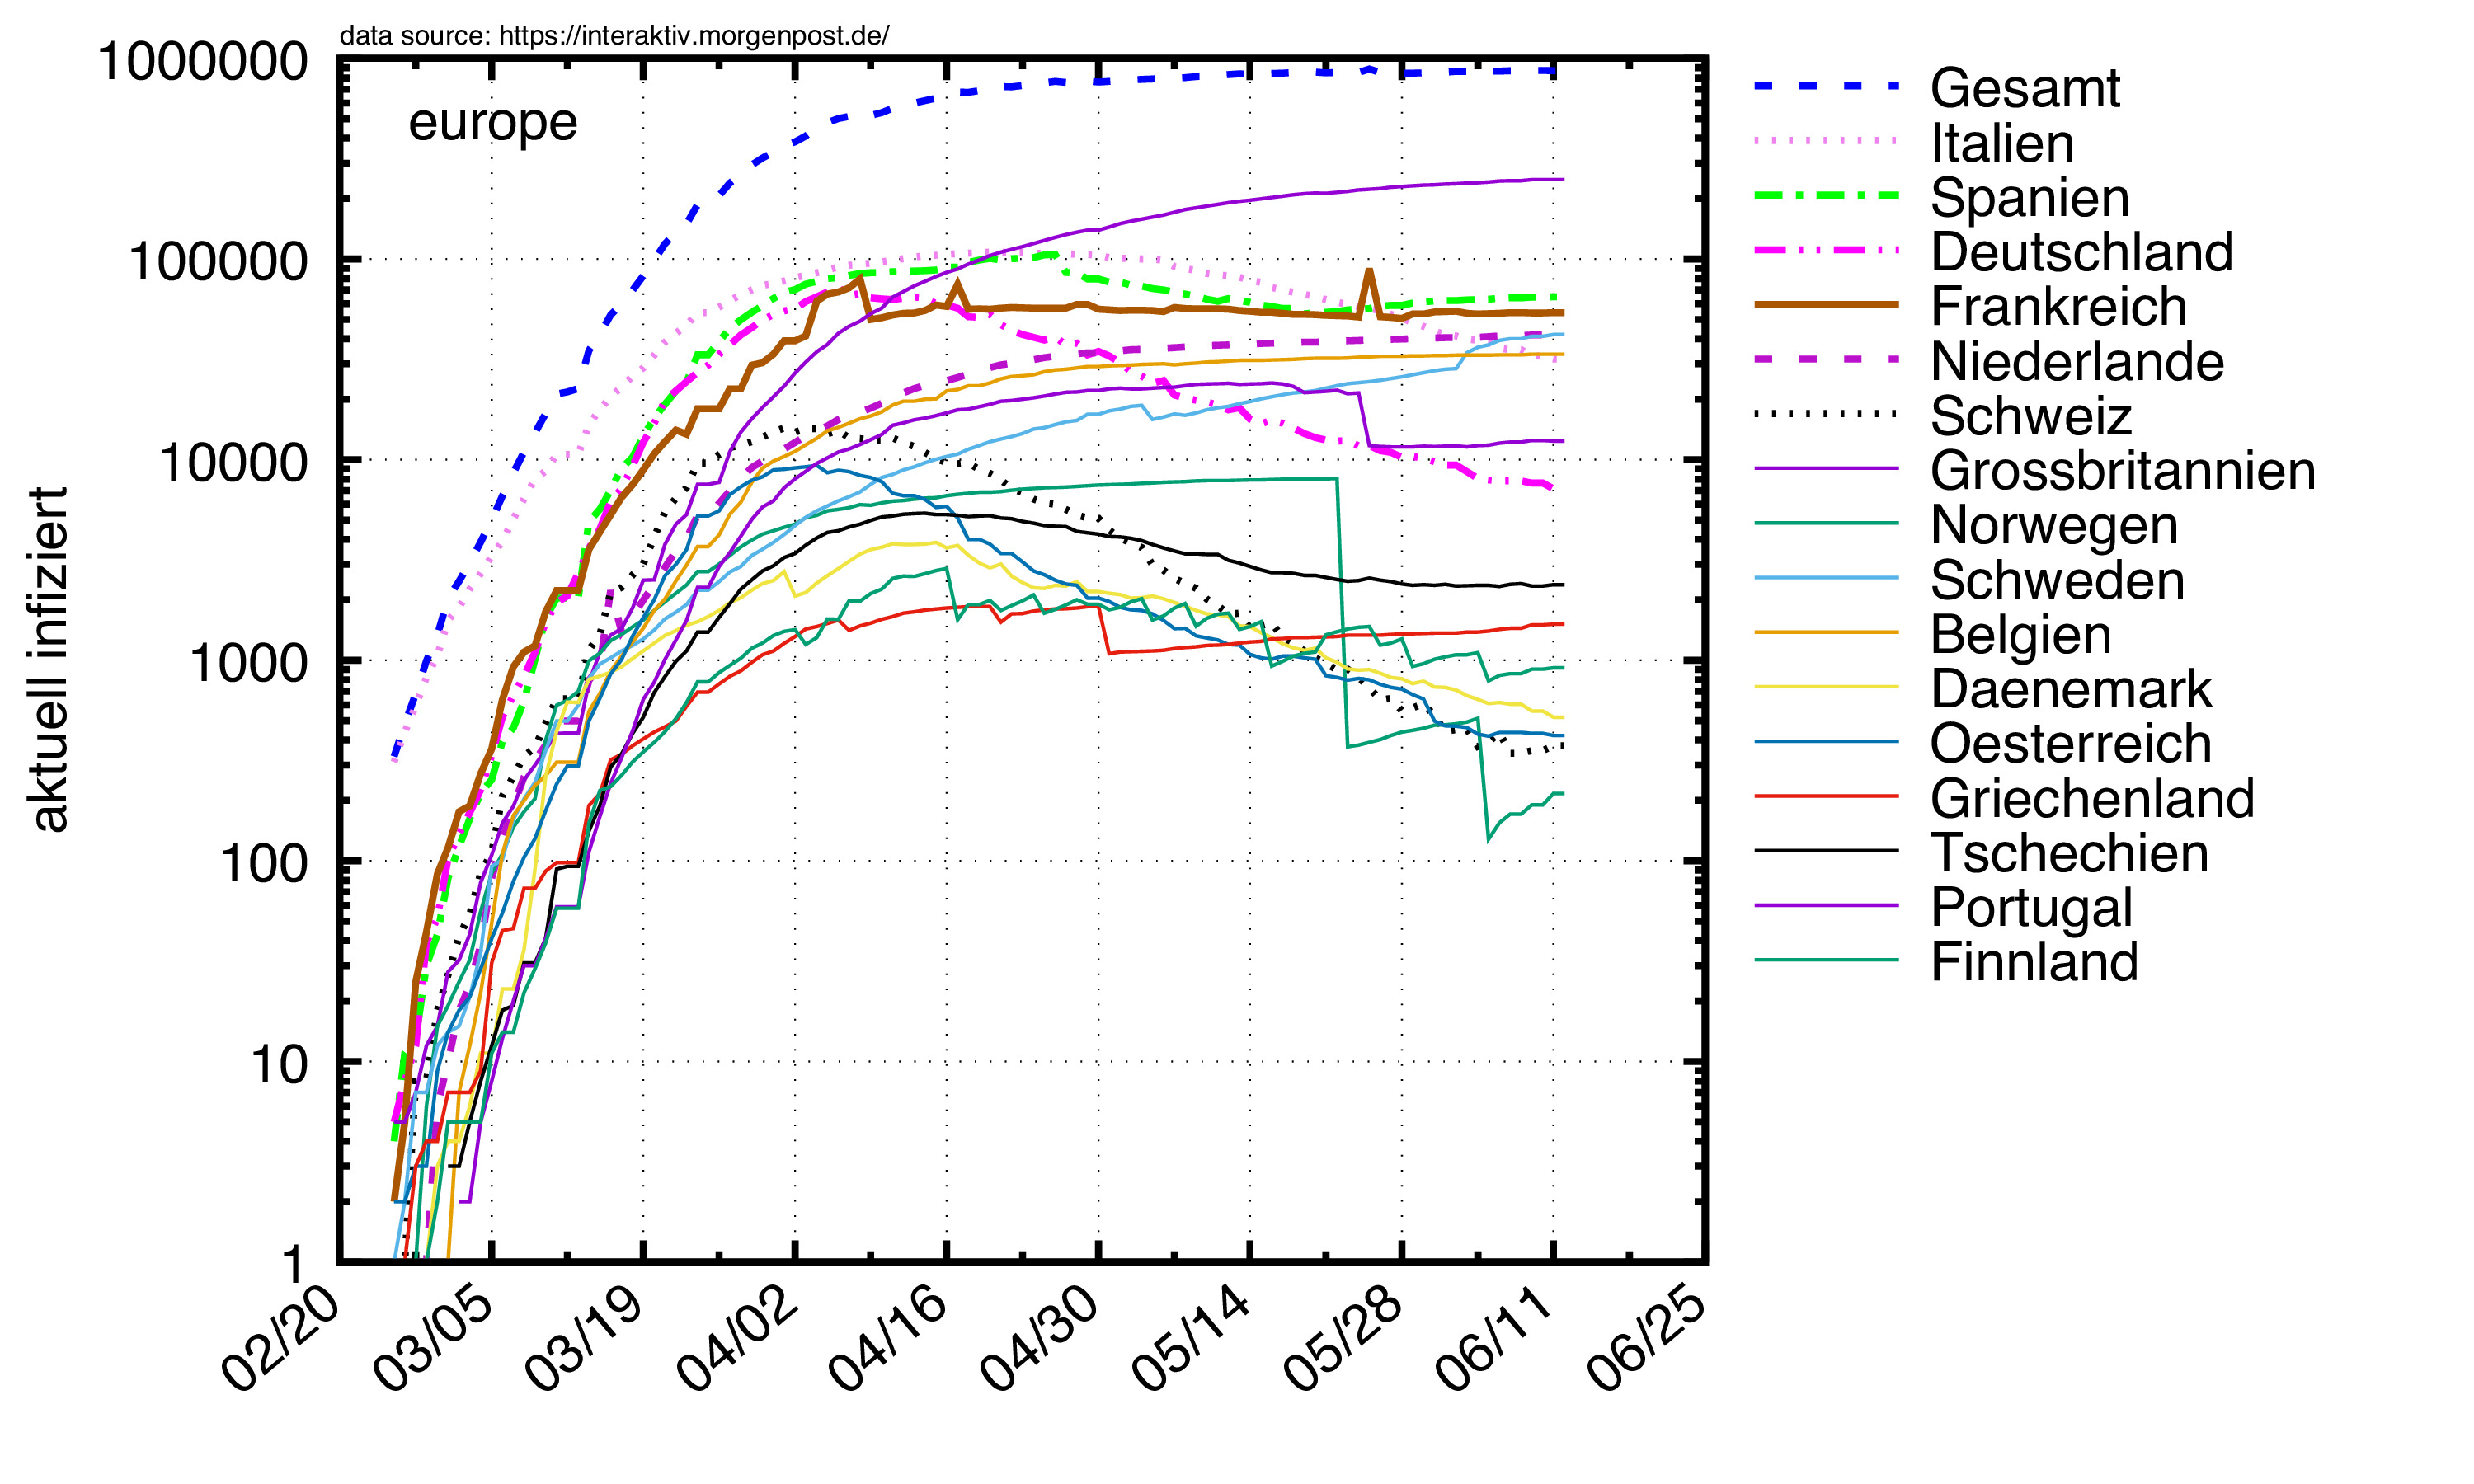 data source: https://interaktiv.morgenpost.de/
europe
aktuell infiziert
1000000
100000
10000
1000
100
10
1
02/20
03/05
03/19
04/02
04/16
04/30
05/14
05/28
06/11
06/25
Gesamt
Italien
Spanien
Deutschland
Frankreich
Niederlande
Schweiz
Grossbritannien
Norwegen
Schweden
Belgien
Daenemark
Oesterreich
Griechenland
Tschechien
Portugal
Finnland